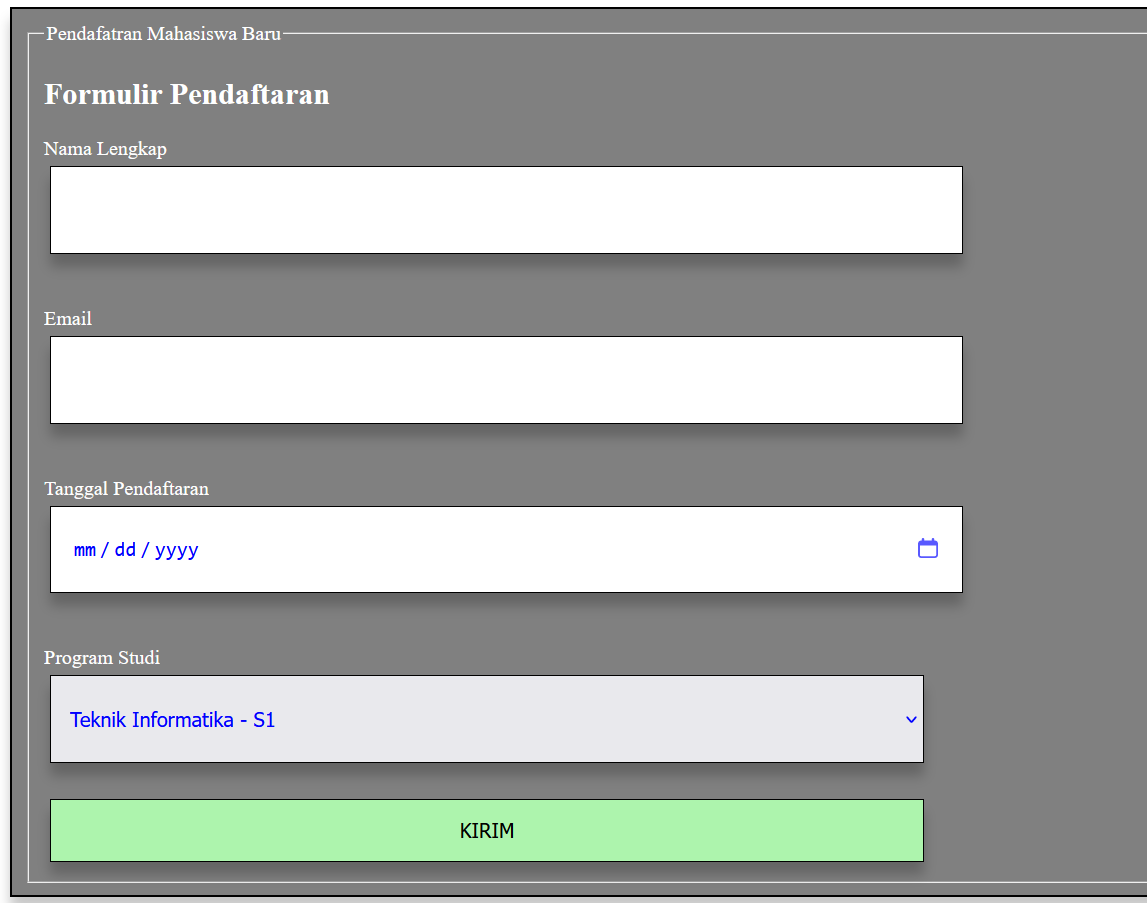 Pendafatran Mahasiswa Baru
Formulir Pendaftaran
Nama Lengkap
Email
Tanggal Pendaftaran
mm / dd / yyyy
Program Studi
Teknik Informatika - S1
KIRIM